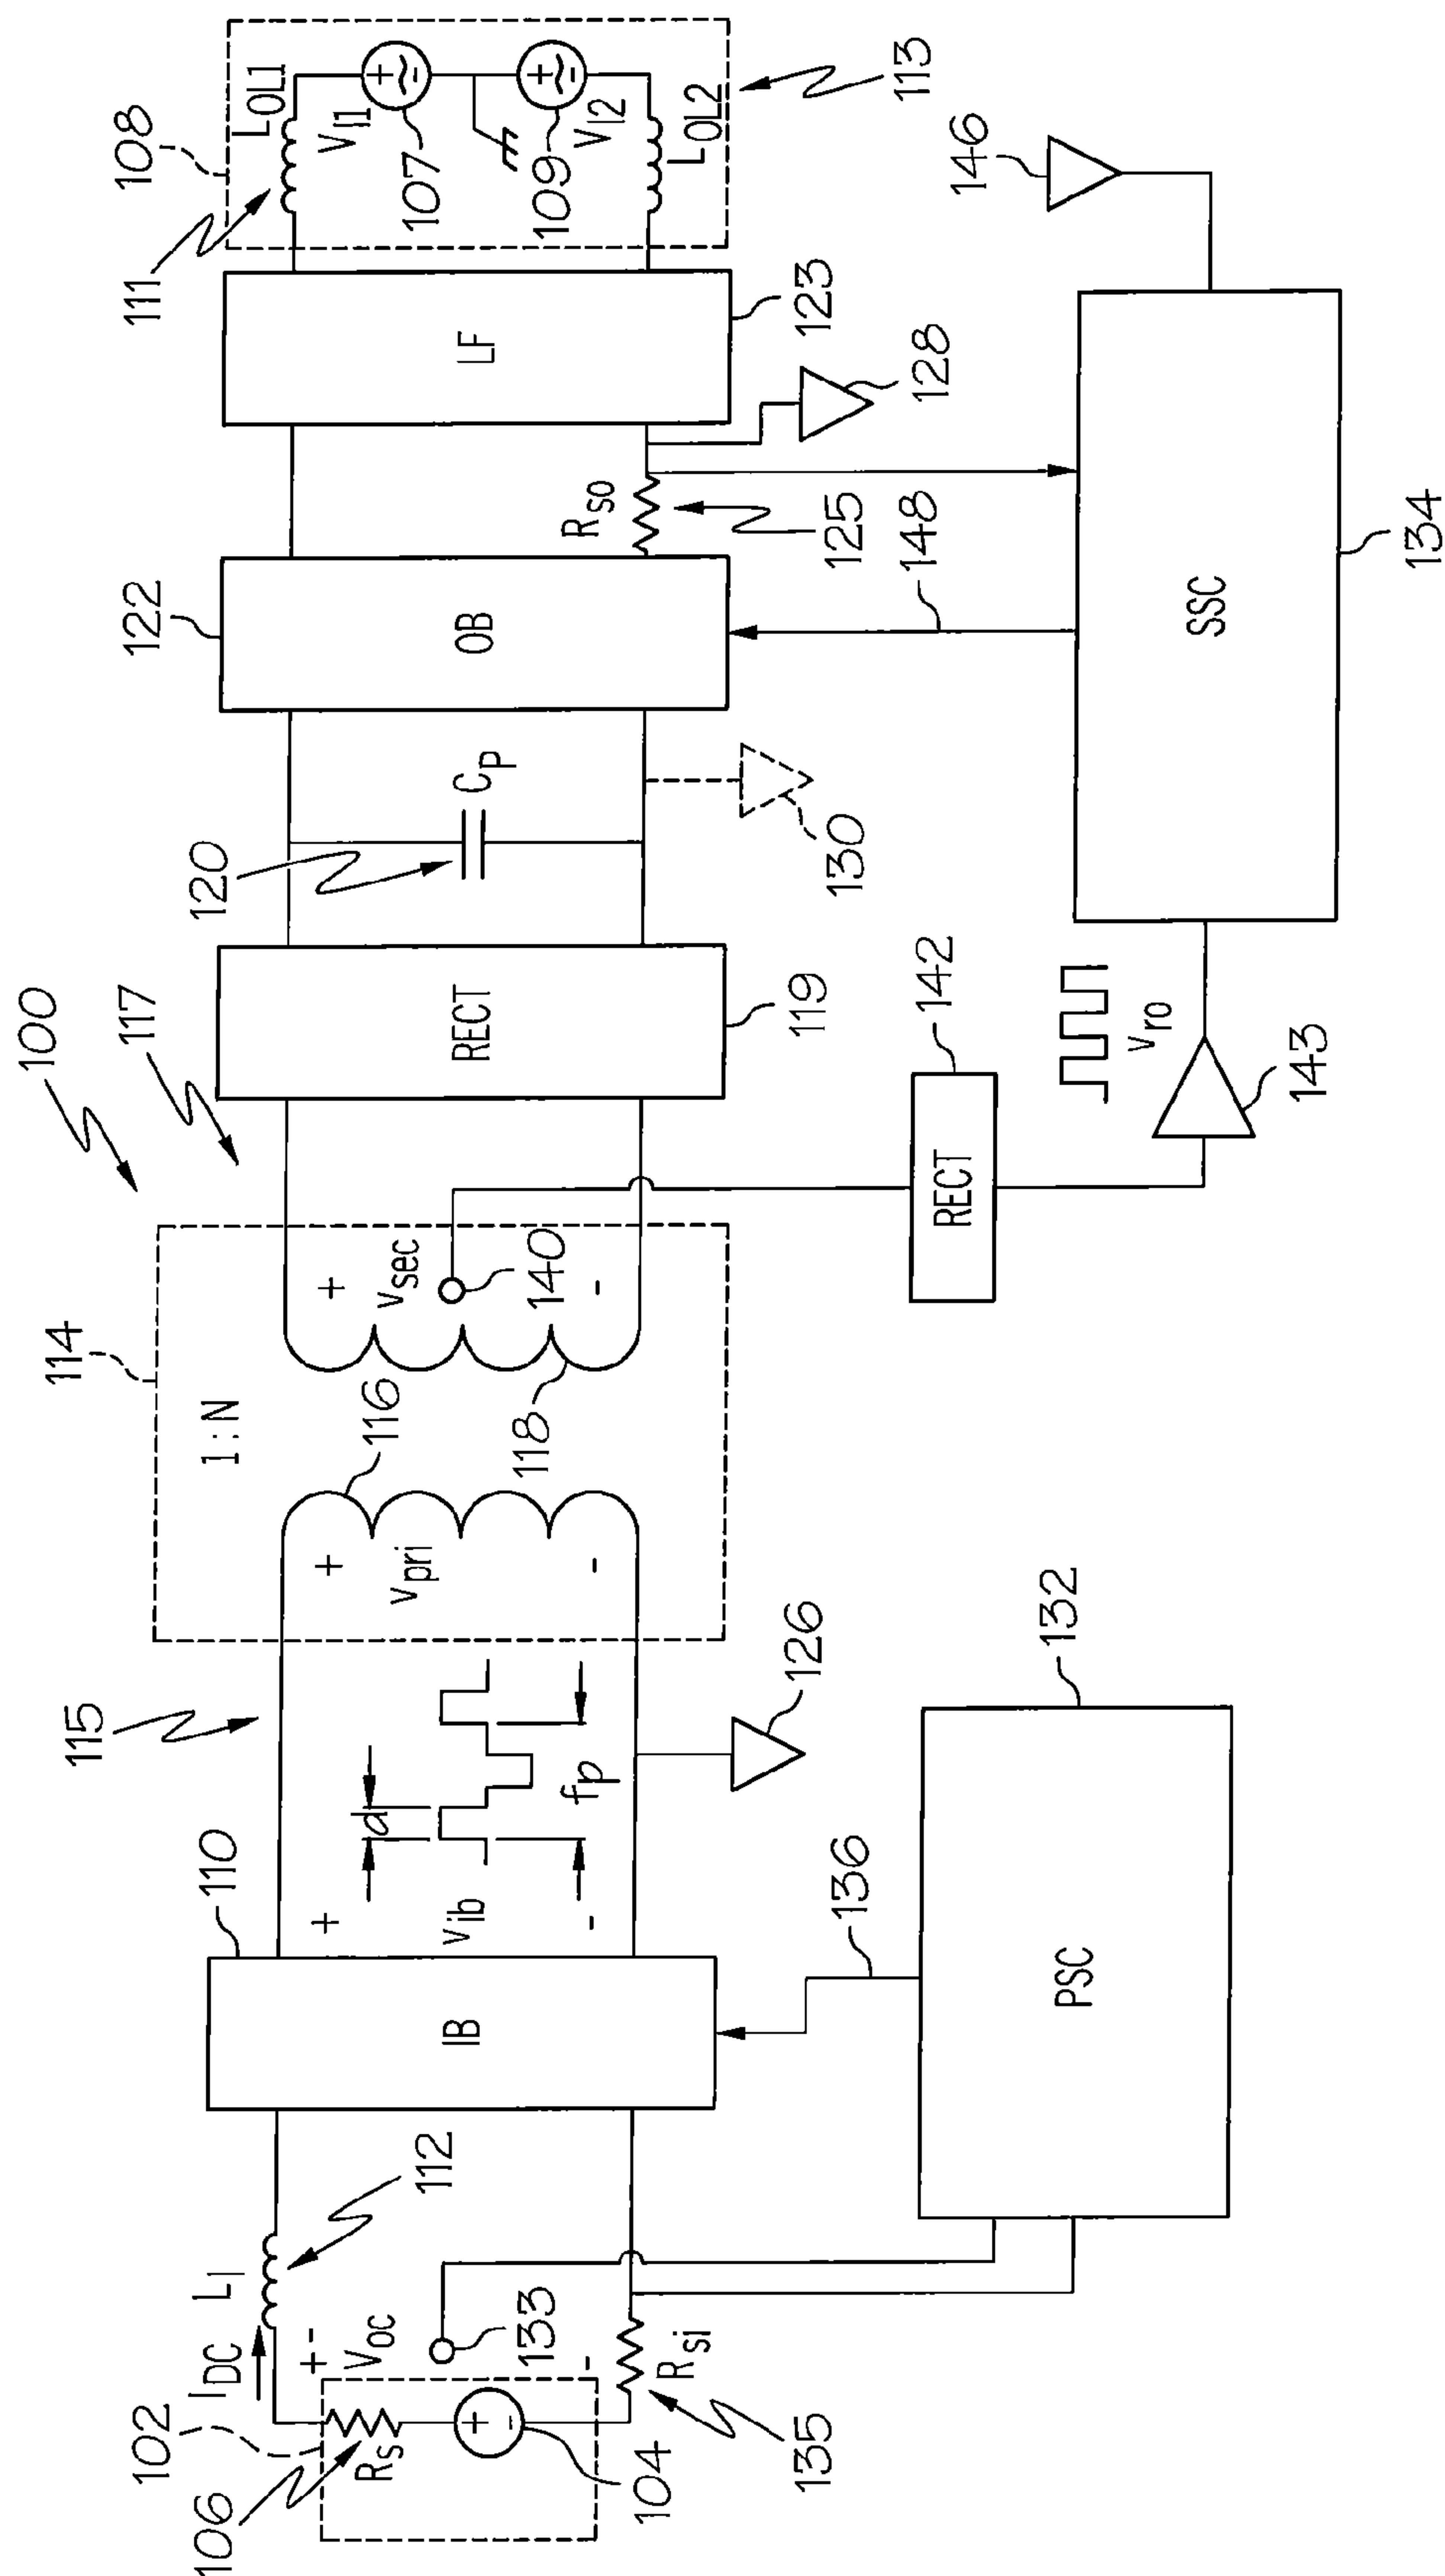 100
102
106
R_S
104
I_DC
L_I
112
+ -
V_OC
-
133
R_si
135
+
-
IB
110
136
PSC
132
+
V_ib
-
d
f_p
115
126
114
1:N
+
V_pri
-
116
118
+
V_sec
-
140
117
RECT
119
RECT
142
143
V_ro
120
C_P
130
OB
122
148
SSC
134
R_SO
125
128
LF
123
146
108
111
L_OL1
V_I1
107
+
~
-
109
V_I2
+
~
-
L_OL2
113